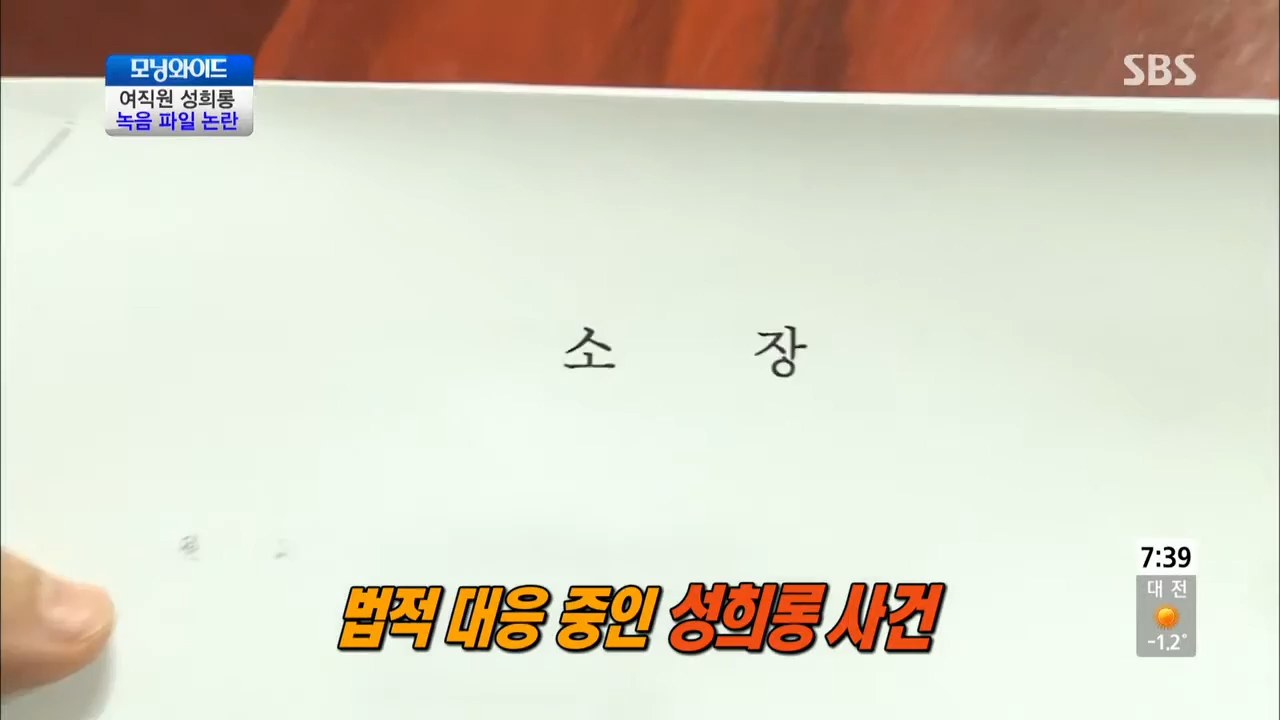 모닝와이드
SBS
여직원 성희롱
녹음 파일 논란
소 장
7:39
대 전
-1.2°
법적 대응 중인 성희롱 사건